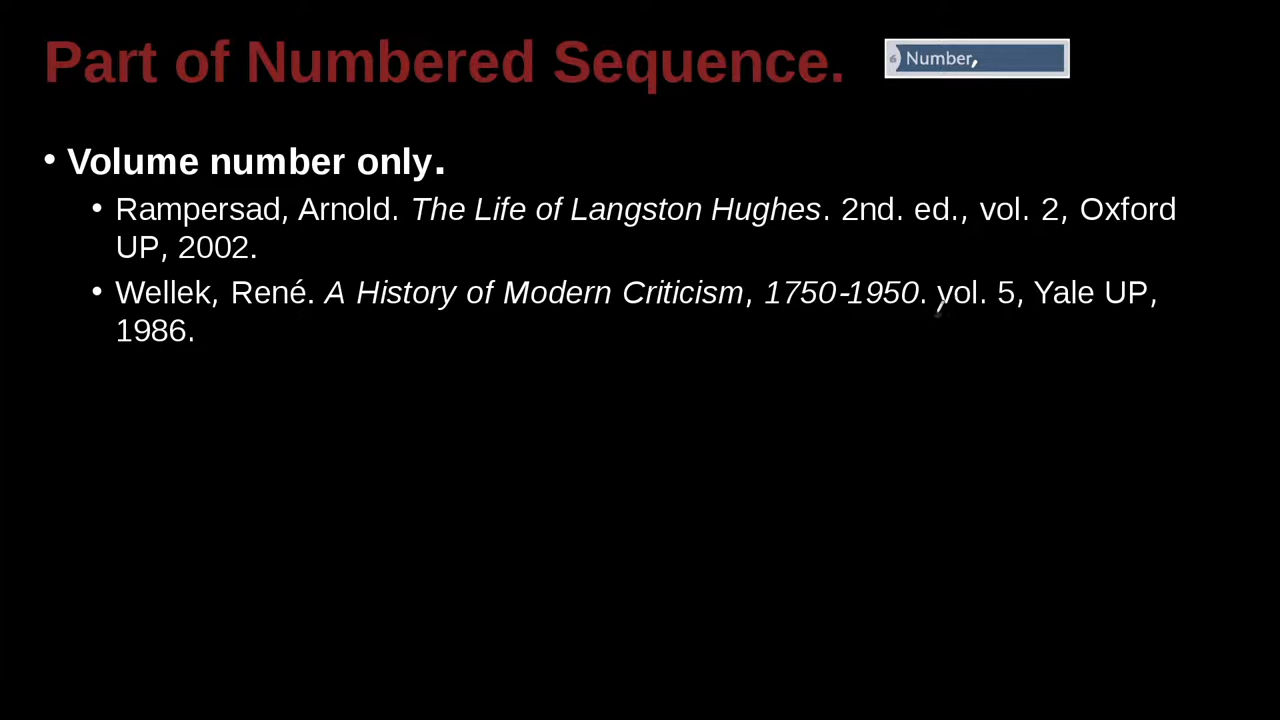 Part of Numbered Sequence.
6 Number,
• Volume number only.
• Rampersad, Arnold. The Life of Langston Hughes. 2nd. ed., vol. 2, Oxford
UP, 2002.
• Wellek, René. A History of Modern Criticism, 1750-1950. vol. 5, Yale UP,
1986.